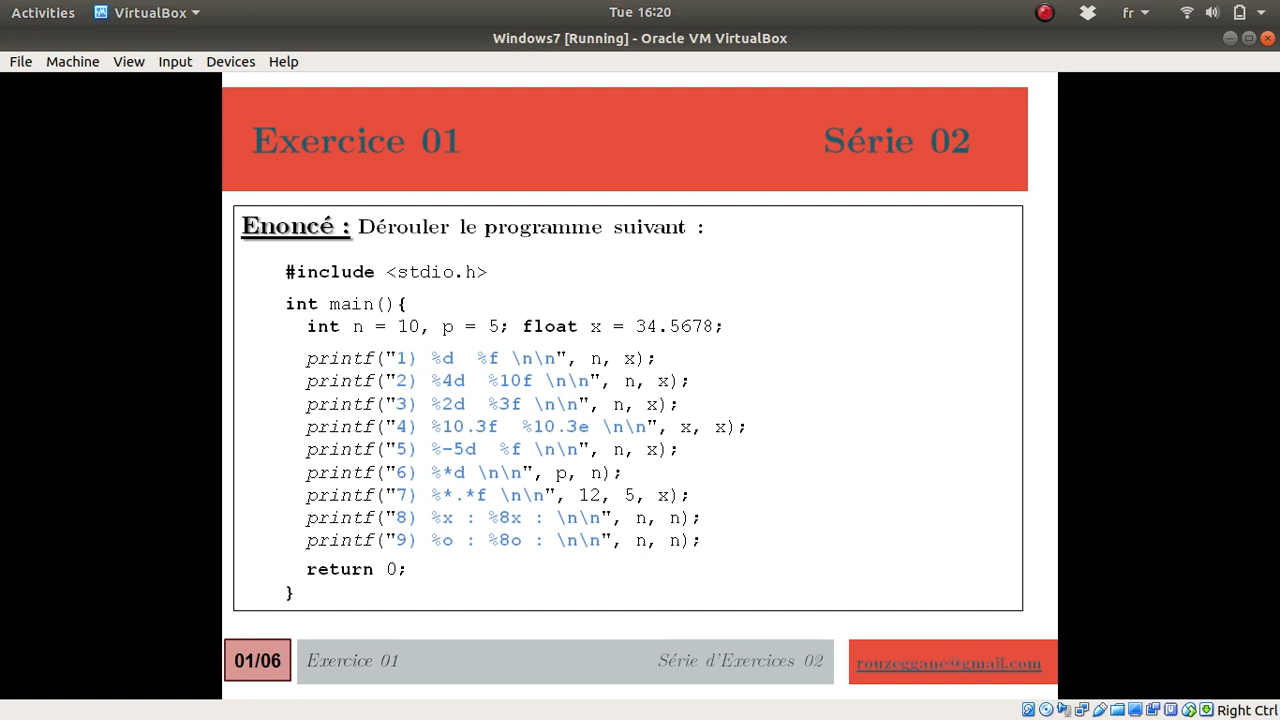 Activities VirtualBox Tue 16:20 fr
Windows7 [Running] - Oracle VM VirtualBox
File Machine View Input Devices Help
Exercice 01 Série 02
Enoncé : Dérouler le programme suivant :
#include <stdio.h>
int main(){
int n = 10, p = 5; float x = 34.5678;
printf("1) %d  %f \n\n", n, x);
printf("2) %4d  %10f \n\n", n, x);
printf("3) %2d  %3f \n\n", n, x);
printf("4) %10.3f  %10.3e \n\n", x, x);
printf("5) %-5d  %f \n\n", n, x);
printf("6) %*d \n\n", p, n);
printf("7) %*.*f \n\n", 12, 5, x);
printf("8) %x : %8x : \n\n", n, n);
printf("9) %o : %8o : \n\n", n, n);
return 0;
}
01/06 Exercice 01 Série d'Exercices 02 rouzeggane@gmail.com
Right Ctrl